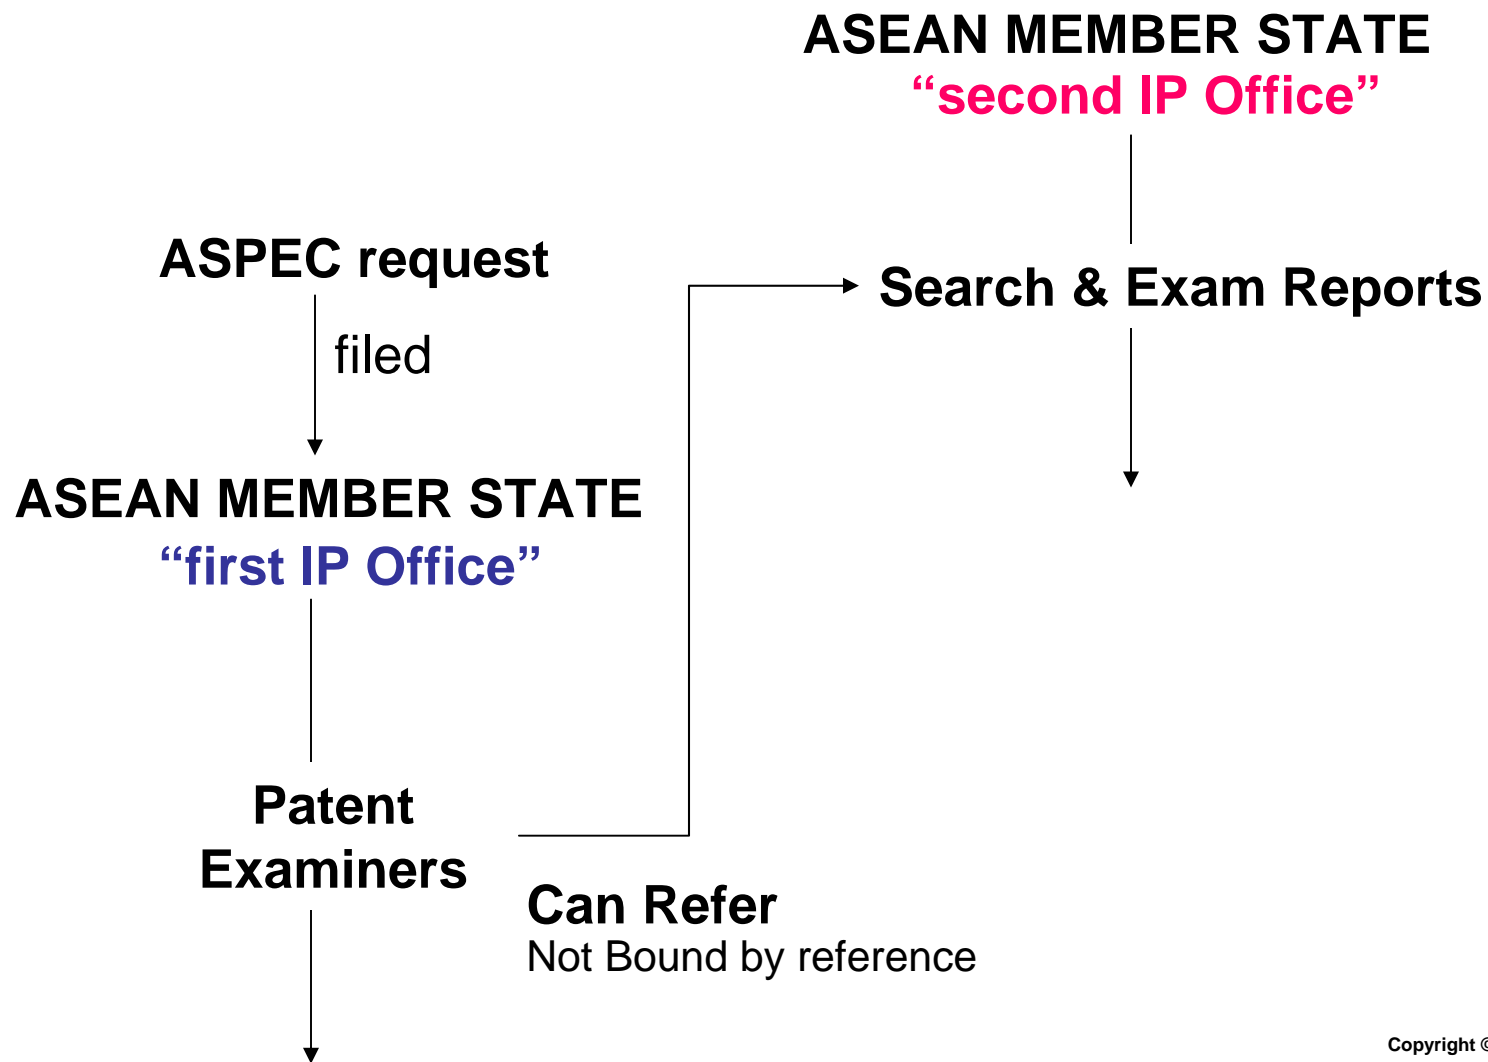 ASEAN MEMBER STATE
“second IP Office”
ASPEC request
Search & Exam Reports
filed
ASEAN MEMBER STATE
“first IP Office”
Patent
Examiners
Can Refer
Not Bound by reference
Copyright ©